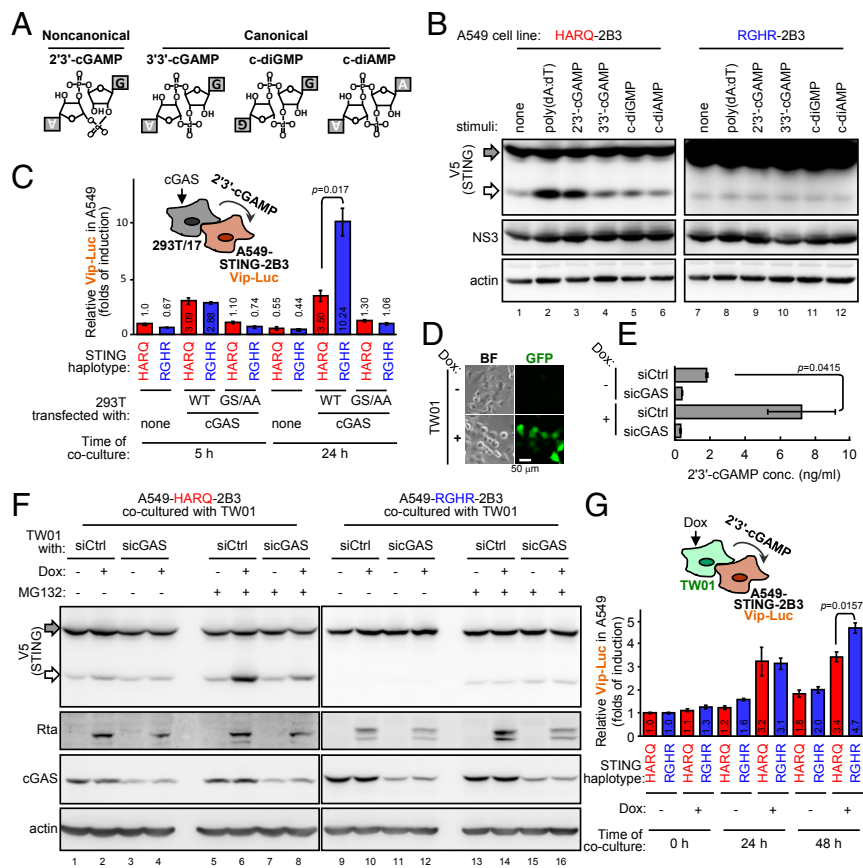 A
Noncanonical
Canonical
2'3'-cGAMP
3'3'-cGAMP
c-diGMP
c-diAMP
G
A
G
A
G
G
A
A
B
A549 cell line:
HARQ-2B3
RGHR-2B3
stimuli:
none
poly(dA:dT)
2'3'-cGAMP
3'3'-cGAMP
c-diGMP
c-diAMP
none
poly(dA:dT)
2'3'-cGAMP
3'3'-cGAMP
c-diGMP
c-diAMP
V5
(STING)
NS3
actin
1 2 3 4 5 6 7 8 9 10 11 12
C
Relative Vip-Luc in A549
(folds of induction)
10
5
0
cGAS
2'3'-cGAMP
293T/17
A549-
STING-2B3
Vip-Luc
p=0.017
1.0
0.67
3.09
2.88
1.10
0.74
0.55
0.44
3.50
10.24
1.30
1.06
STING
haplotype:
HARQ
RGHR
HARQ
RGHR
HARQ
RGHR
HARQ
RGHR
HARQ
RGHR
HARQ
RGHR
293T
transfected with:
none
WT
GS/AA
cGAS
none
WT
GS/AA
cGAS
Time of
co-culture:
5 h
24 h
D
Dox:
BF
GFP
TW01
-
+
50 μm
E
Dox:
-
siCtrl
sicGAS
+
siCtrl
sicGAS
p=0.0415
0 2 4 6 8 10
2'3'-cGAMP conc. (ng/ml)
F
A549-HARQ-2B3
co-cultured with TW01
A549-RGHR-2B3
co-cultured with TW01
TW01
with:
siCtrl sicGAS siCtrl sicGAS siCtrl sicGAS siCtrl sicGAS
Dox: - + - + - + - + - + - + - + - +
MG132: - - - - + + + + - - - - + + + +
V5
(STING)
Rta
cGAS
actin
1 2 3 4 5 6 7 8 9 10 11 12 13 14 15 16
G
Dox
2'3'-cGAMP
TW01
A549-
STING-2B3
Vip-Luc
p=0.0157
Relative Vip-Luc in A549
(folds of induction)
5
4
3
2
1
0
1.0
1.0
1.1
1.3
1.2
1.6
3.2
3.1
1.8
2.0
3.4
4.7
STING
haplotype:
HARQ
RGHR
HARQ
RGHR
HARQ
RGHR
HARQ
RGHR
HARQ
RGHR
HARQ
RGHR
Dox: - + - + - +
Time of
co-culture:
0 h
24 h
48 h